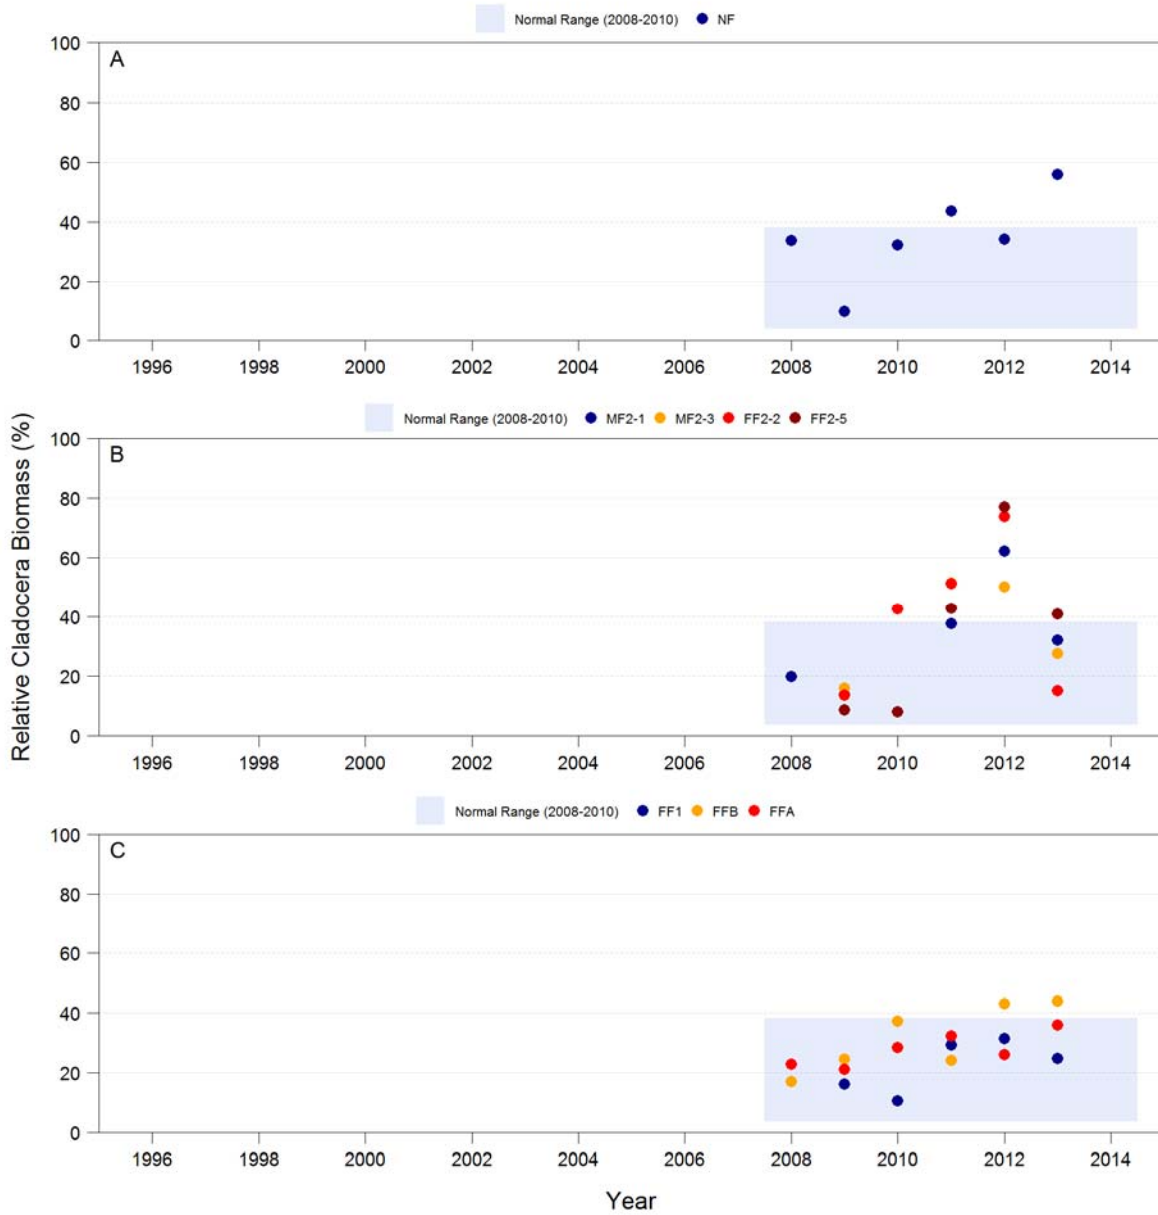 Normal Range (2008-2010) NF
A
100
80
60
40
20
0
1996 1998 2000 2002 2004 2006 2008 2010 2012 2014
Relative Cladocera Biomass (%)
Normal Range (2008-2010) MF2-1 MF2-3 FF2-2 FF2-5
B
100
80
60
40
20
0
1996 1998 2000 2002 2004 2006 2008 2010 2012 2014
Normal Range (2008-2010) FF1 FFB FFA
C
100
80
60
40
20
0
1996 1998 2000 2002 2004 2006 2008 2010 2012 2014
Year